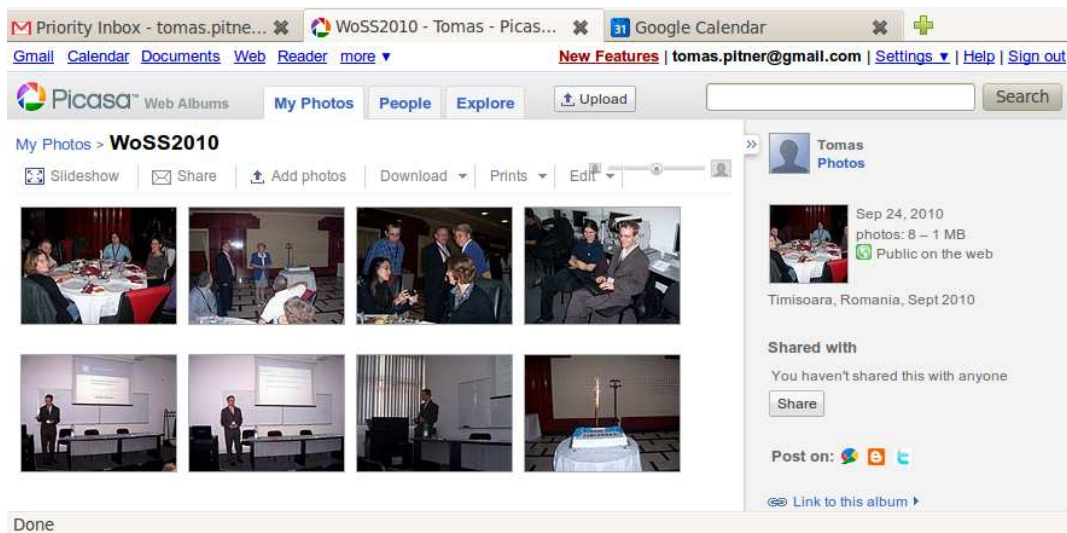 Priority Inbox - tomas.pitne... WoSS2010 - Tomas - Picas... 31 Google Calendar
Gmail Calendar Documents Web Reader more ▼ New Features | tomas.pitner@gmail.com | Settings ▼ | Help | Sign out
Picasa™ Web Albums My Photos People Explore Upload Search
My Photos > WoSS2010
Slideshow Share Add photos Download Prints Edit
»
Tomas
Photos
Sep 24, 2010
photos: 8 – 1 MB
Public on the web
Timisoara, Romania, Sept 2010
Shared with
You haven't shared this with anyone
Share
Post on:
Link to this album
Done